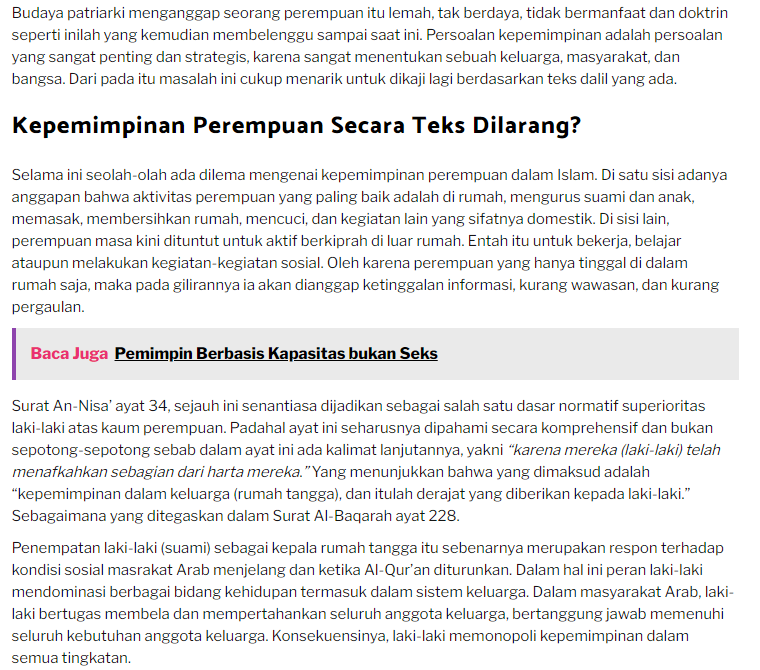 Budaya patriarki menganggap seorang perempuan itu lemah, tak berdaya, tidak bermanfaat dan doktrin
seperti inilah yang kemudian membelenggu sampai saat ini. Persoalan kepemimpinan adalah persoalan
yang sangat penting dan strategis, karena sangat menentukan sebuah keluarga, masyarakat, dan
bangsa. Dari pada itu masalah ini cukup menarik untuk dikaji lagi berdasarkan teks dalil yang ada.
Kepemimpinan Perempuan Secara Teks Dilarang?
Selama ini seolah-olah ada dilema mengenai kepemimpinan perempuan dalam Islam. Di satu sisi adanya
anggapan bahwa aktivitas perempuan yang paling baik adalah di rumah, mengurus suami dan anak,
memasak, membersihkan rumah, mencuci, dan kegiatan lain yang sifatnya domestik. Di sisi lain,
perempuan masa kini dituntut untuk aktif berkiprah di luar rumah. Entah itu untuk bekerja, belajar
ataupun melakukan kegiatan-kegiatan sosial. Oleh karena perempuan yang hanya tinggal di dalam
rumah saja, maka pada gilirannya ia akan dianggap ketinggalan informasi, kurang wawasan, dan kurang
pergaulan.
Baca Juga Pemimpin Berbasis Kapasitas bukan Seks
Surat An-Nisa’ ayat 34, sejauh ini senantiasa dijadikan sebagai salah satu dasar normatif superioritas
laki-laki atas kaum perempuan. Padahal ayat ini seharusnya dipahami secara komprehensif dan bukan
sepotong-sepotong sebab dalam ayat ini ada kalimat lanjutannya, yakni “karena mereka (laki-laki) telah
menafkahkan sebagian dari harta mereka.” Yang menunjukkan bahwa yang dimaksud adalah
“kepemimpinan dalam keluarga (rumah tangga), dan itulah derajat yang diberikan kepada laki-laki.”
Sebagaimana yang ditegaskan dalam Surat Al-Baqarah ayat 228.
Penempatan laki-laki (suami) sebagai kepala rumah tangga itu sebenarnya merupakan respon terhadap
kondisi sosial masrakat Arab menjelang dan ketika Al-Qur’an diturunkan. Dalam hal ini peran laki-laki
mendominasi berbagai bidang kehidupan termasuk dalam sistem keluarga. Dalam masyarakat Arab, laki-
laki bertugas membela dan mempertahankan seluruh anggota keluarga, bertanggung jawab memenuhi
seluruh kebutuhan anggota keluarga. Konsekuensinya, laki-laki memonopoli kepemimpinan dalam
semua tingkatan.